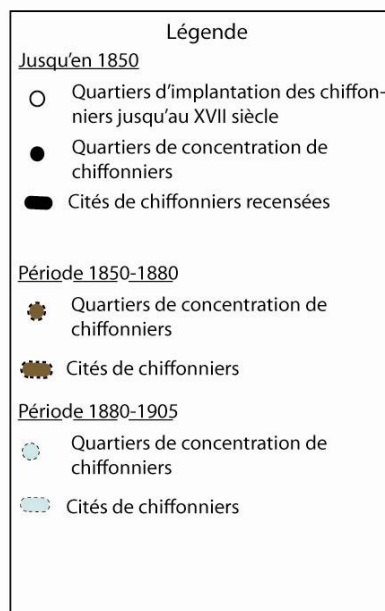 Légende
Jusqu'en 1850
Quartiers d'implantation des chiffon-
niers jusqu'au XVII siècle
Quartiers de concentration de
chiffonniers
Cités de chiffonniers recensées
Période 1850-1880
Quartiers de concentration de
chiffonniers
Cités de chiffonniers
Période 1880-1905
Quartiers de concentration de
chiffonniers
Cités de chiffonniers